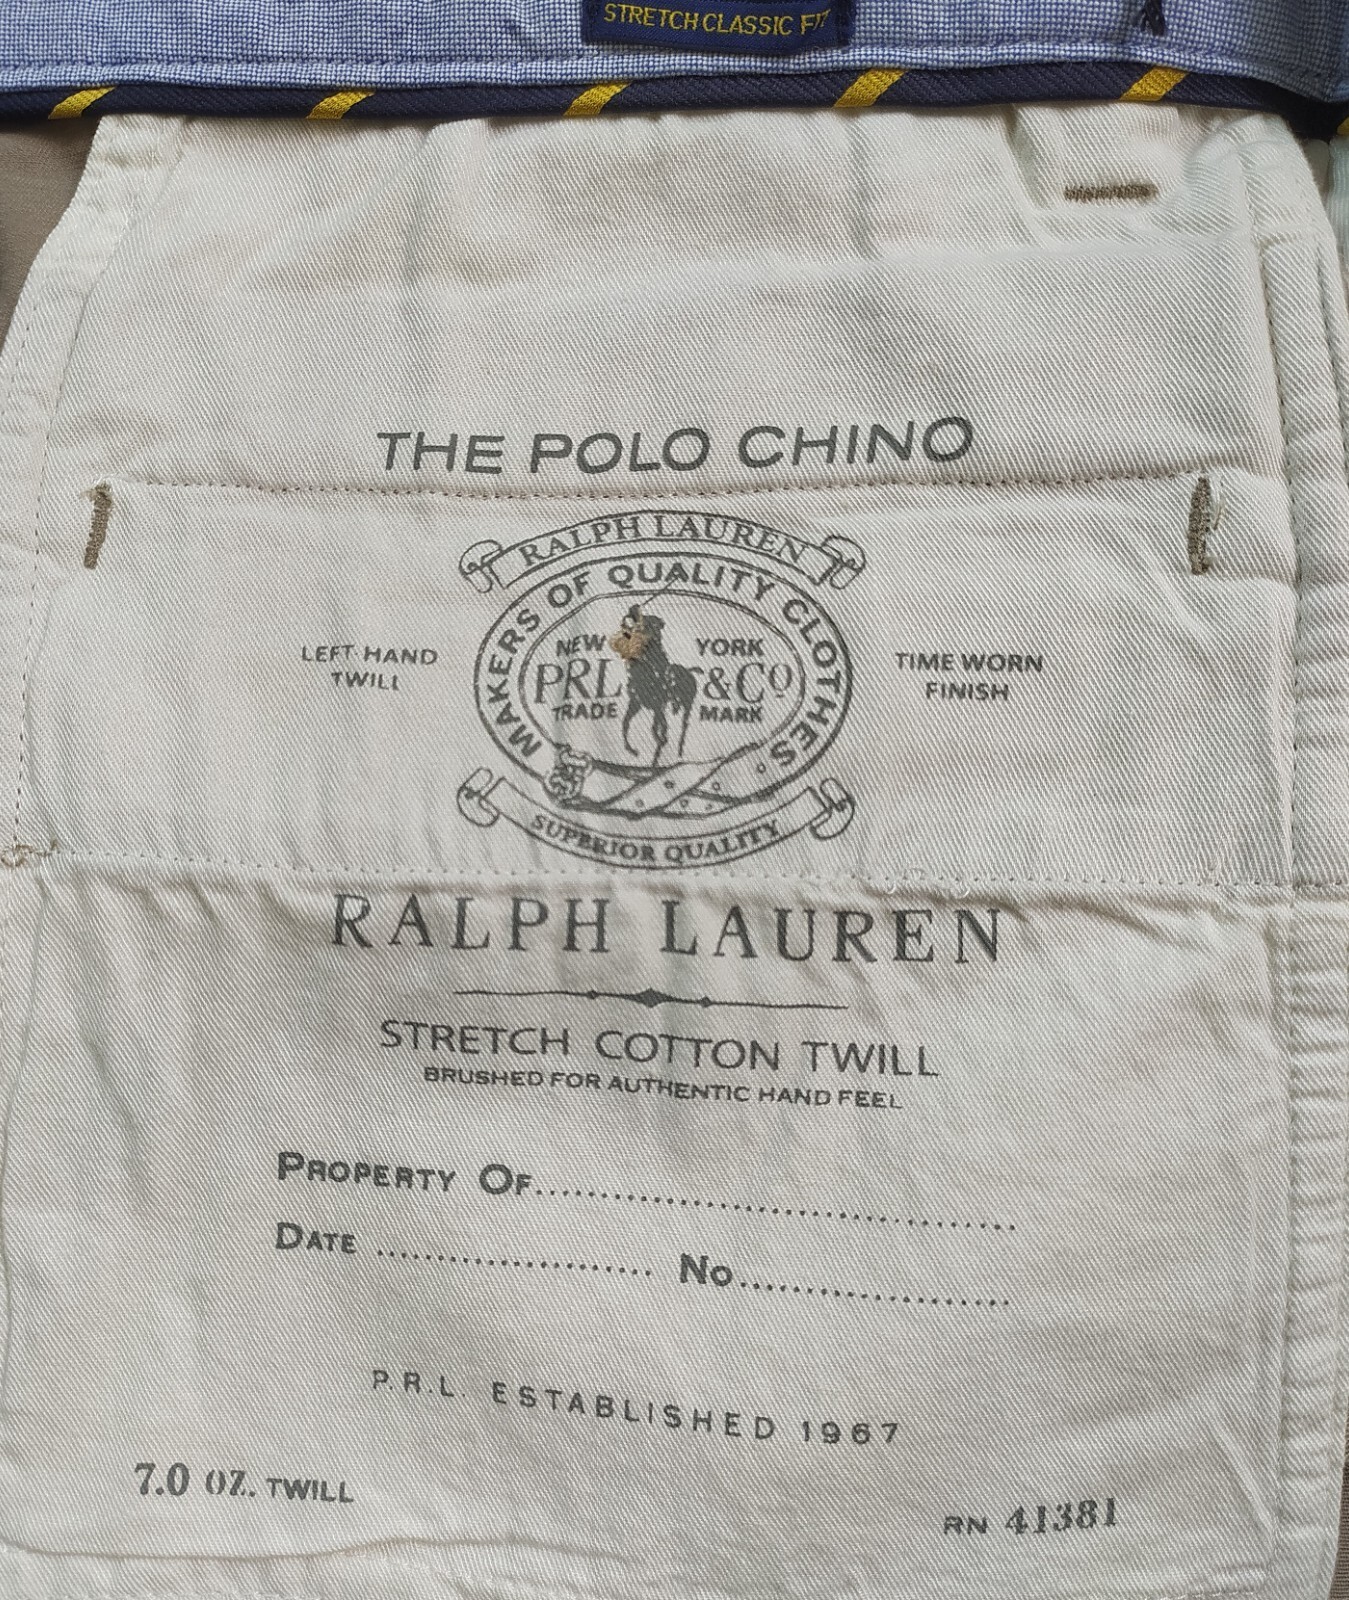 STRETCH CLASSIC FIT
THE POLO CHINO
RALPH LAUREN
MAKERS OF QUALITY CLOTHES
NEW YORK
PRL &Co
TRADE MARK
SUPERIOR QUALITY
LEFT-HAND
TWILL
TIME WORN
FINISH
RALPH LAUREN
STRETCH COTTON TWILL
BRUSHED FOR AUTHENTIC HAND FEEL
PROPERTY OF
DATE No
P.R.L. ESTABLISHED 1967
7.0 OZ. TWILL
RN 41381